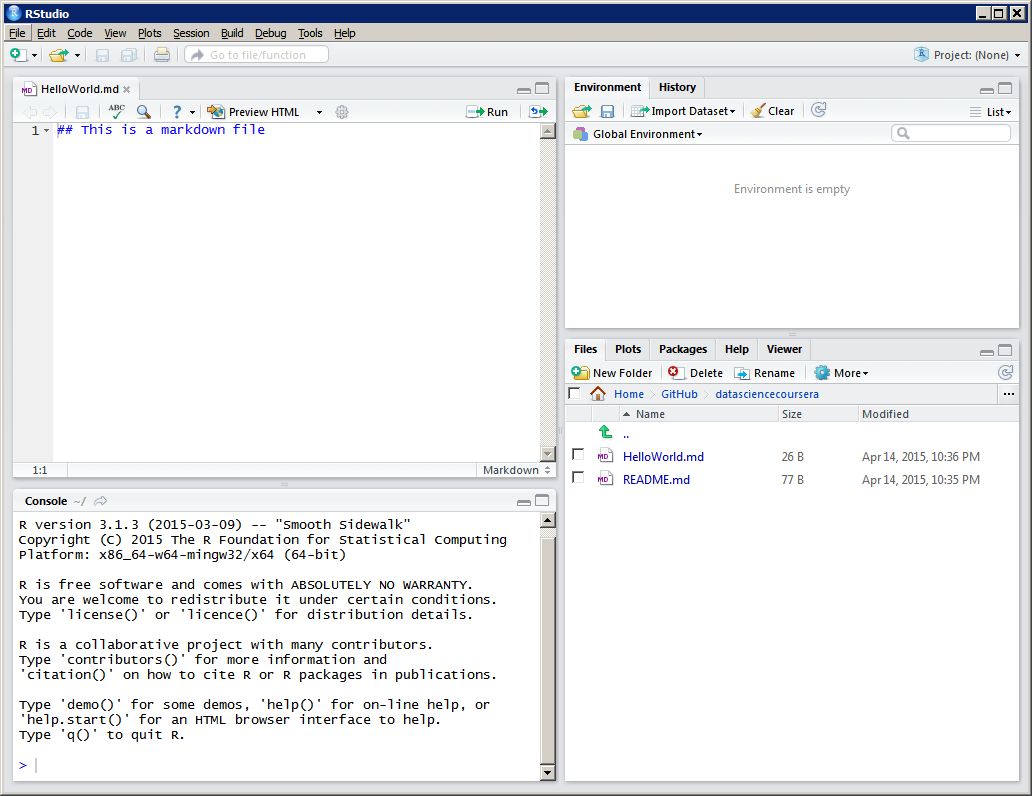 RStudio
File Edit Code View Plots Session Build Debug Tools Help
Go to file/function
Project: (None)
MD HelloWorld.md
ABC ? Preview HTML Run
1 ## This is a markdown file
1:1 Markdown
Console ~/
R version 3.1.3 (2015-03-09) -- "Smooth Sidewalk"
Copyright (C) 2015 The R Foundation for Statistical Computing
Platform: x86_64-w64-mingw32/x64 (64-bit)
R is free software and comes with ABSOLUTELY NO WARRANTY.
You are welcome to redistribute it under certain conditions.
Type 'license()' or 'licence()' for distribution details.
R is a collaborative project with many contributors.
Type 'contributors()' for more information and
'citation()' on how to cite R or R packages in publications.
Type 'demo()' for some demos, 'help()' for on-line help, or
'help.start()' for an HTML browser interface to help.
Type 'q()' to quit R.
>
Environment History
Import Dataset Clear List
Global Environment
Environment is empty
Files Plots Packages Help Viewer
New Folder Delete Rename More
Home GitHub datasciencecoursera ...
Name Size Modified
..
MD HelloWorld.md 26 B Apr 14, 2015, 10:36 PM
MD README.md 77 B Apr 14, 2015, 10:35 PM